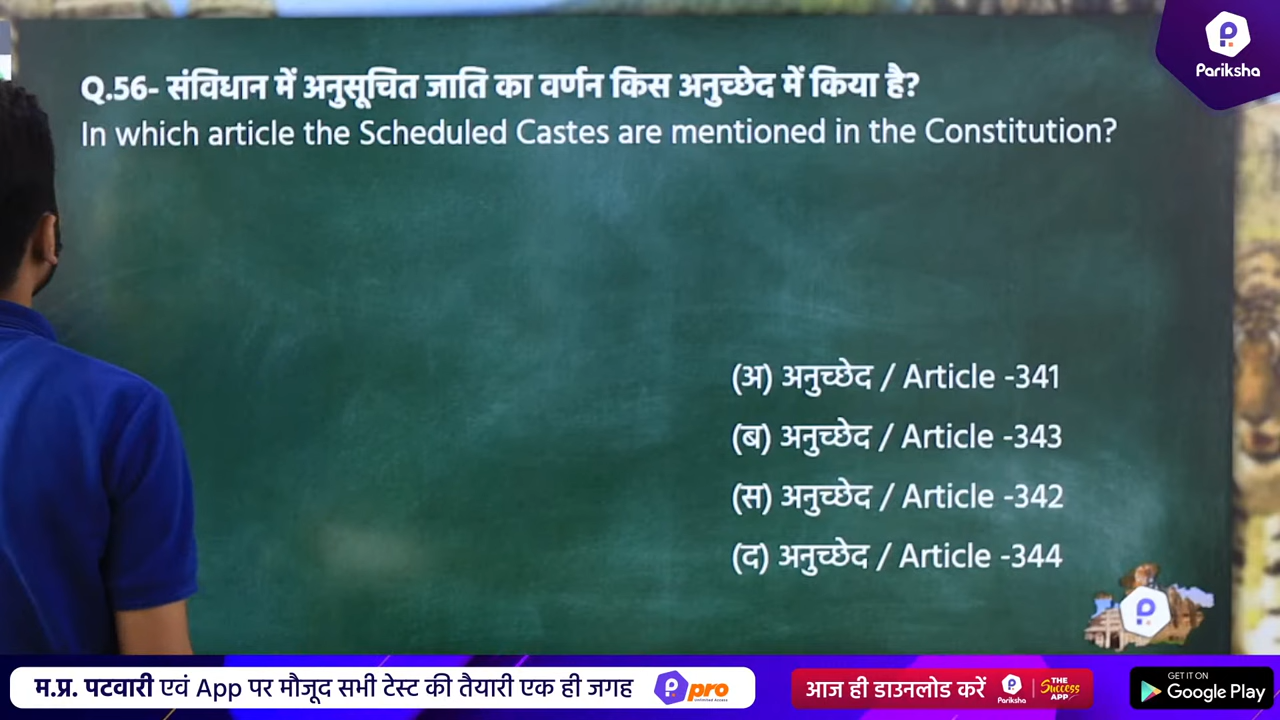 Pariksha
Q.56- संविधान में अनुसूचित जाति का वर्णन किस अनुच्छेद में किया है?
In which article the Scheduled Castes are mentioned in the Constitution?
(अ) अनुच्छेद / Article -341
(ब) अनुच्छेद / Article -343
(स) अनुच्छेद / Article -342
(द) अनुच्छेद / Article -344
म.प्र. पटवारी एवं App पर मौजूद सभी टेस्ट की तैयारी एक ही जगह
pro
आज ही डाउनलोड करें
Pariksha
THE
Success
APP
GET IT ON
Google Play